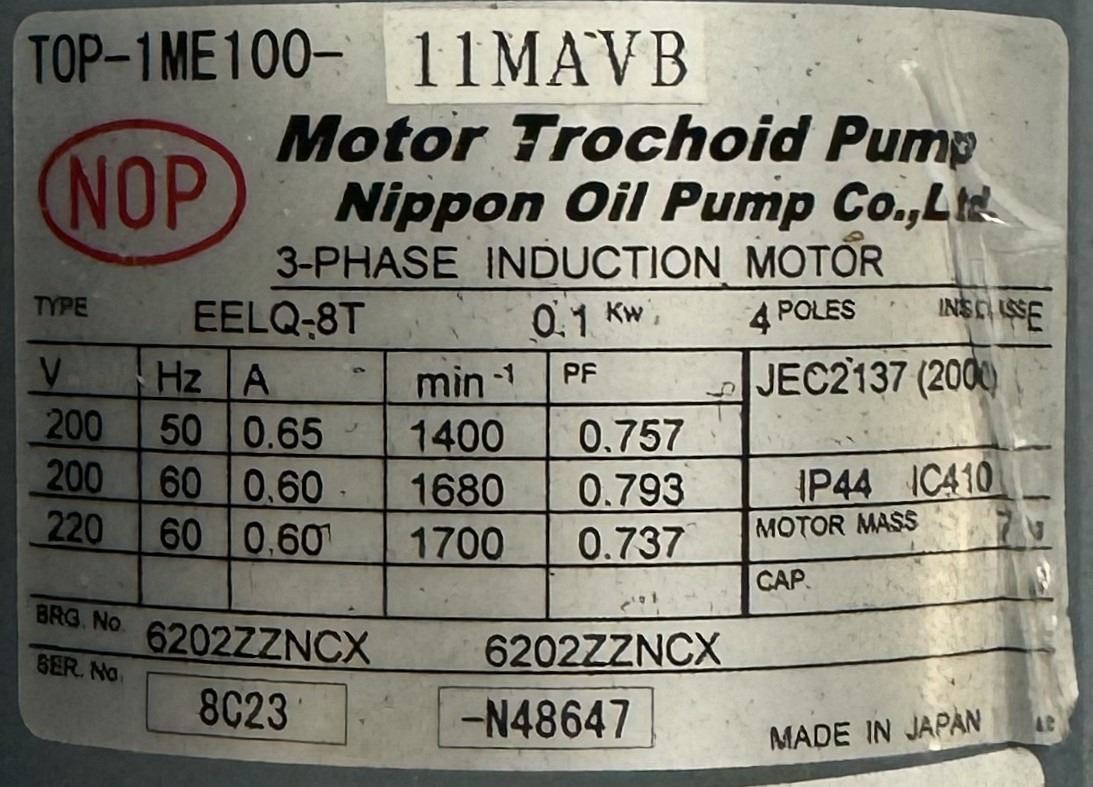 TOP-1ME100- 11MAVB
NOP
Motor Trochoid Pump
Nippon Oil Pump Co.,Ltd.
3-PHASE INDUCTION MOTOR
TYPE EELQ-8T 0.1 Kw 4 POLES
V Hz A min-1 PF JEC2137
200 50 0.65 1400 0.757
200 60 0.60 1680 0.793 IP44 IC410
220 60 0.60 1700 0.737 MOTOR MASS
CAP.
BRG. No. 6202ZZNCX 6202ZZNCX
SER. No. 8C23 -N48647
MADE IN JAPAN